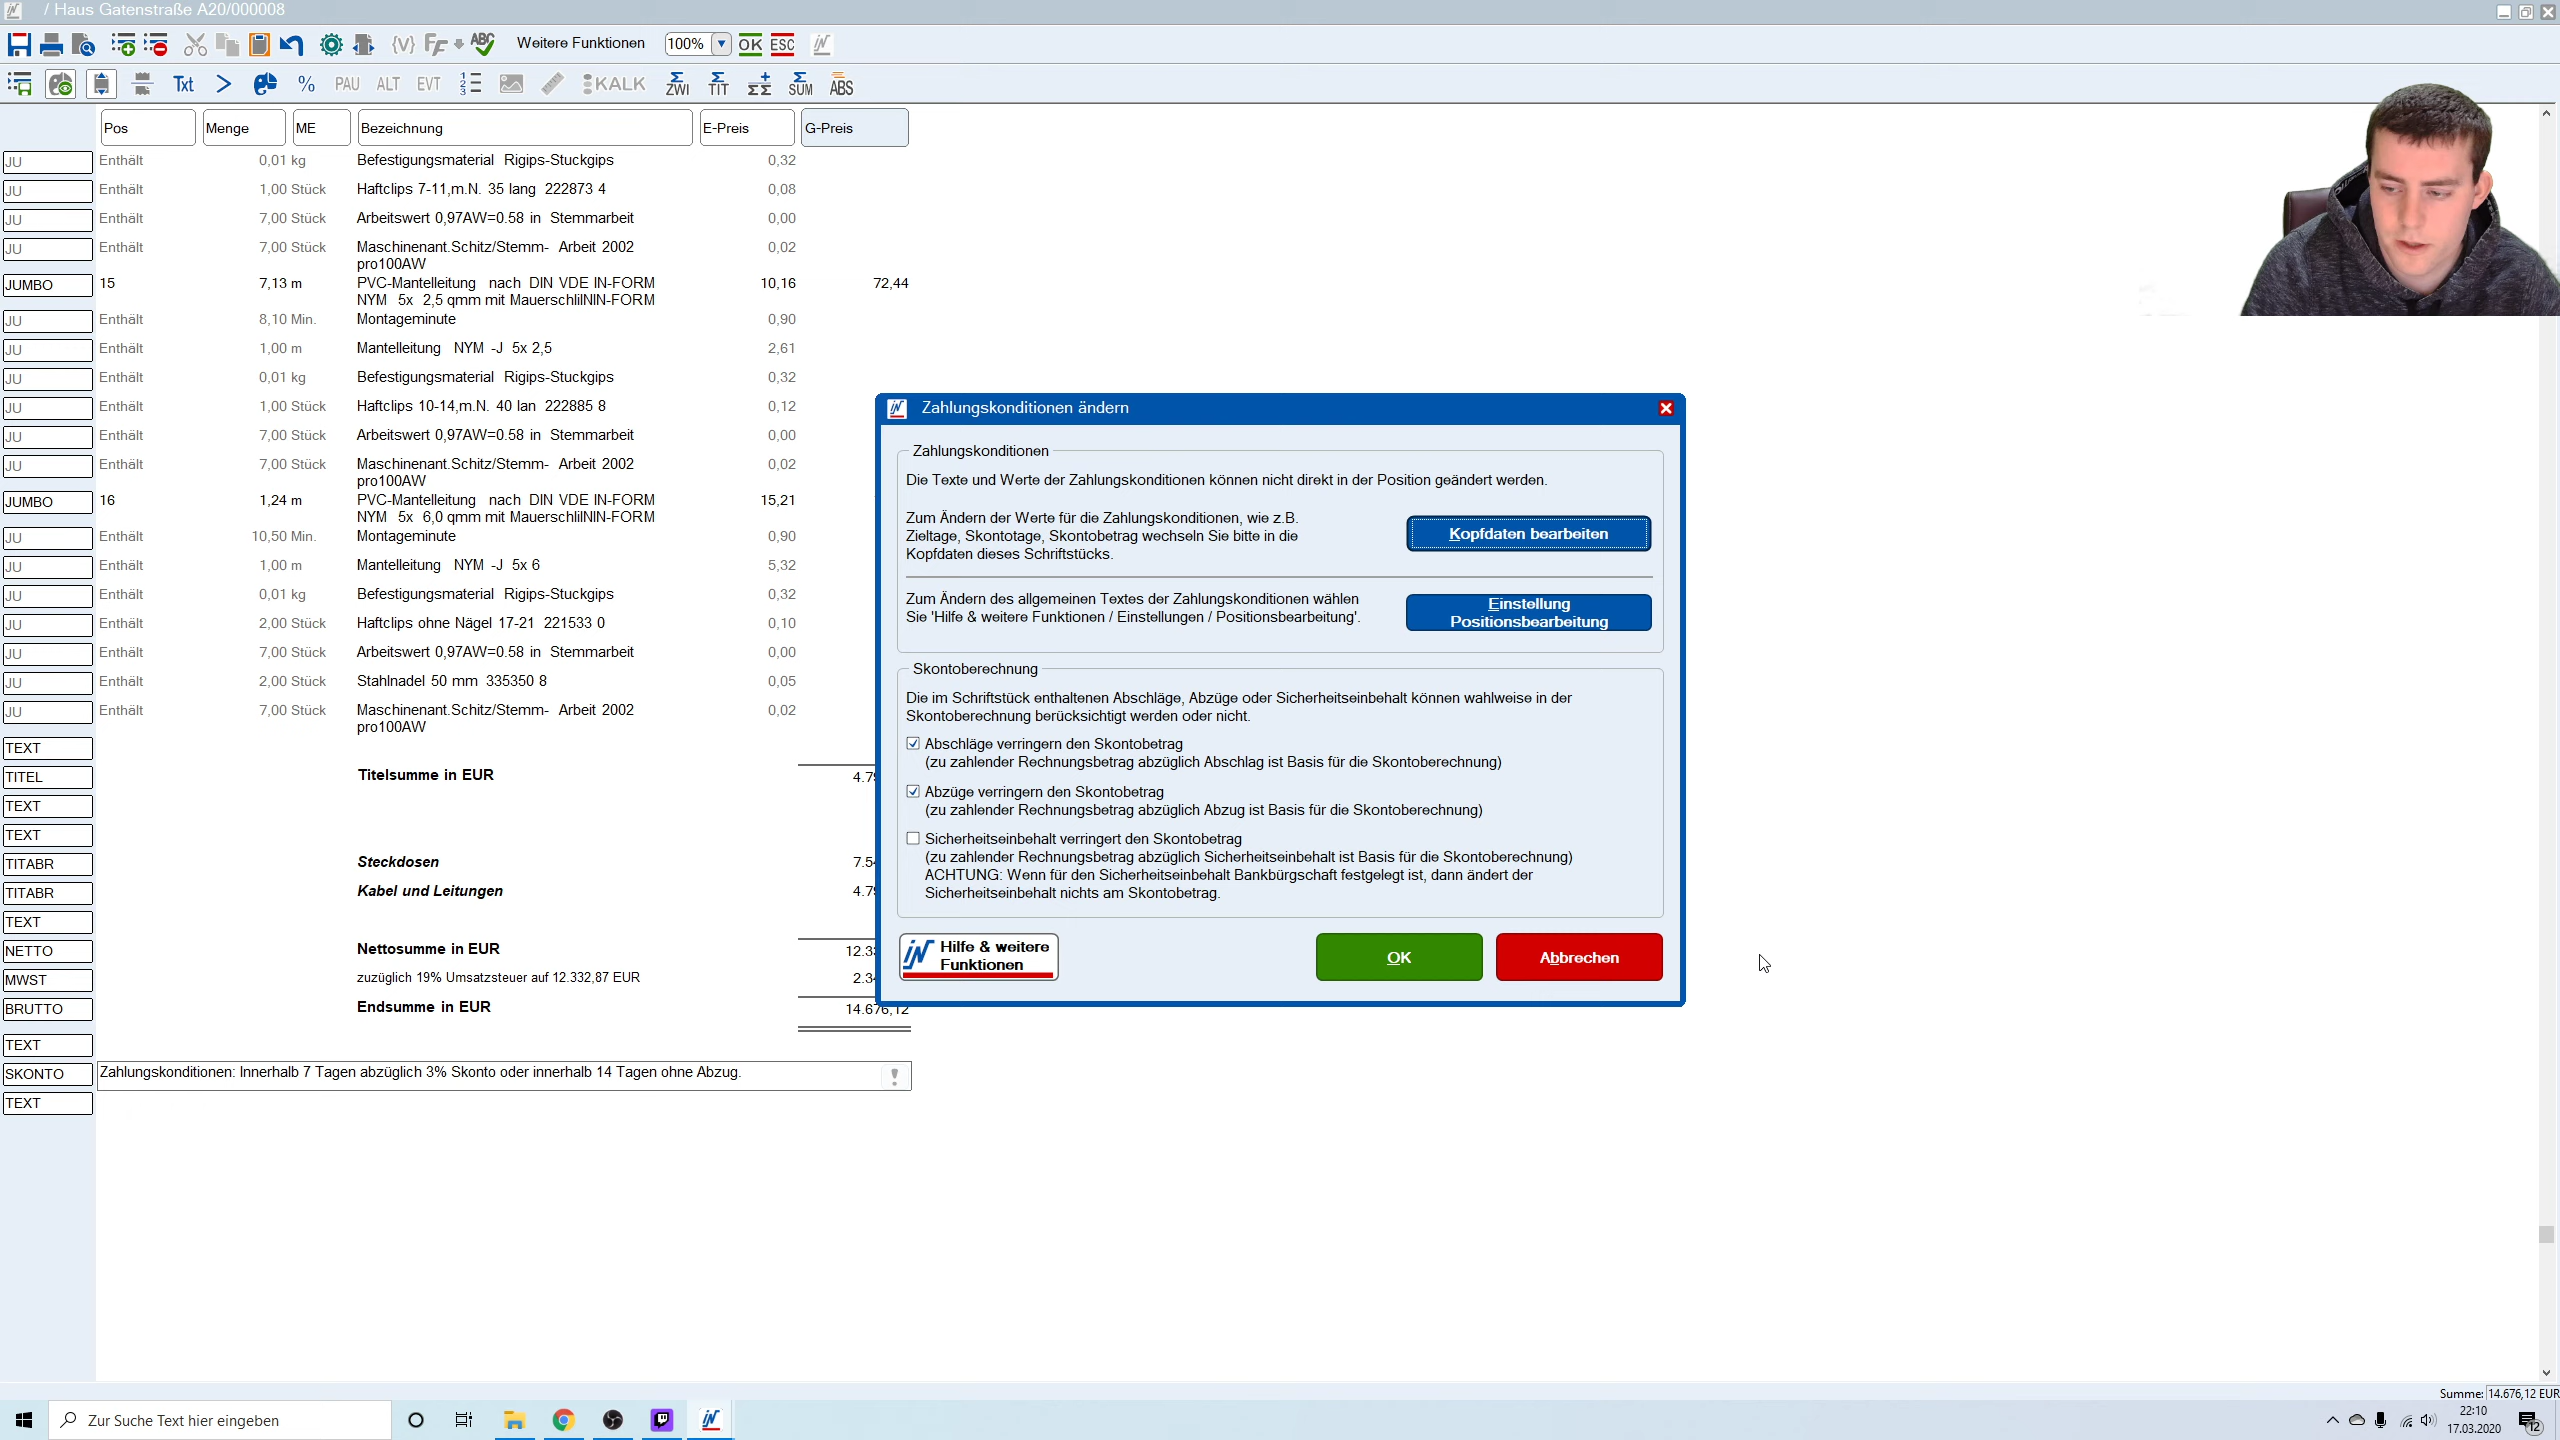 / Haus Gatenstraße A20/000008
{V} FF ABC Weitere Funktionen 100% OK ESC
Txt > % PAU ALT EVT KALK ZWI TIT ΣΣ SUM ABS
Pos Menge ME Bezeichnung E-Preis G-Preis
JU Enthält 0,01 kg Befestigungsmaterial Rigips-Stuckgips 0,32
JU Enthält 1,00 Stück Haftclips 7-11,m.N. 35 lang 222873 4 0,08
JU Enthält 7,00 Stück Arbeitswert 0,97AW=0.58 in Stemmarbeit 0,00
JU Enthält 7,00 Stück Maschinenant.Schitz/Stemm- Arbeit 2002 0,02
pro100AW
JUMBO 15 7,13 m PVC-Mantelleitung nach DIN VDE IN-FORM 10,16 72,44
NYM 5x 2,5 qmm mit MauerschlilNIN-FORM
JU Enthält 8,10 Min. Montageminute 0,90
JU Enthält 1,00 m Mantelleitung NYM -J 5x 2,5 2,61
JU Enthält 0,01 kg Befestigungsmaterial Rigips-Stuckgips 0,32
JU Enthält 1,00 Stück Haftclips 10-14,m.N. 40 lan 222885 8 0,12
JU Enthält 7,00 Stück Arbeitswert 0,97AW=0.58 in Stemmarbeit 0,00
JU Enthält 7,00 Stück Maschinenant.Schitz/Stemm- Arbeit 2002 0,02
pro100AW
JUMBO 16 1,24 m PVC-Mantelleitung nach DIN VDE IN-FORM 15,21
NYM 5x 6,0 qmm mit MauerschlilNIN-FORM
JU Enthält 10,50 Min. Montageminute 0,90
JU Enthält 1,00 m Mantelleitung NYM -J 5x 6 5,32
JU Enthält 0,01 kg Befestigungsmaterial Rigips-Stuckgips 0,32
JU Enthält 2,00 Stück Haftclips ohne Nägel 17-21 221533 0 0,10
JU Enthält 7,00 Stück Arbeitswert 0,97AW=0.58 in Stemmarbeit 0,00
JU Enthält 2,00 Stück Stahlnadel 50 mm 335350 8 0,05
JU Enthält 7,00 Stück Maschinenant.Schitz/Stemm- Arbeit 2002 0,02
pro100AW
TEXT
TITEL Titelsumme in EUR 4.79
TEXT
TEXT
TITABR Steckdosen 7.54
TITABR Kabel und Leitungen 4.79
TEXT
NETTO Nettosumme in EUR 12.33
MWST zuzüglich 19% Umsatzsteuer auf 12.332,87 EUR 2.34
BRUTTO Endsumme in EUR 14.676,12
TEXT
SKONTO Zahlungskonditionen: Innerhalb 7 Tagen abzüglich 3% Skonto oder innerhalb 14 Tagen ohne Abzug.
TEXT
Zahlungskonditionen ändern
Zahlungskonditionen
Die Texte und Werte der Zahlungskonditionen können nicht direkt in der Position geändert werden.
Zum Ändern der Werte für die Zahlungskonditionen, wie z.B.
Zieltage, Skontotage, Skontobetrag wechseln Sie bitte in die
Kopfdaten dieses Schriftstücks.
Kopfdaten bearbeiten
Zum Ändern des allgemeinen Textes der Zahlungskonditionen wählen
Sie 'Hilfe & weitere Funktionen / Einstellungen / Positionsbearbeitung'.
Einstellung
Positionsbearbeitung
Skontoberechnung
Die im Schriftstück enthaltenen Abschläge, Abzüge oder Sicherheitseinbehalt können wahlweise in der
Skontoberechnung berücksichtigt werden oder nicht.
Abschläge verringern den Skontobetrag
(zu zahlender Rechnungsbetrag abzüglich Abschlag ist Basis für die Skontoberechnung)
Abzüge verringern den Skontobetrag
(zu zahlender Rechnungsbetrag abzüglich Abzug ist Basis für die Skontoberechnung)
Sicherheitseinbehalt verringert den Skontobetrag
(zu zahlender Rechnungsbetrag abzüglich Sicherheitseinbehalt ist Basis für die Skontoberechnung)
ACHTUNG: Wenn für den Sicherheitseinbehalt Bankbürgschaft festgelegt ist, dann ändert der
Sicherheitseinbehalt nichts am Skontobetrag.
Hilfe & weitere
Funktionen
OK
Abbrechen
Summe: 14.676,12 EUR
Zur Suche Text hier eingeben
22:10
17.03.2020
12